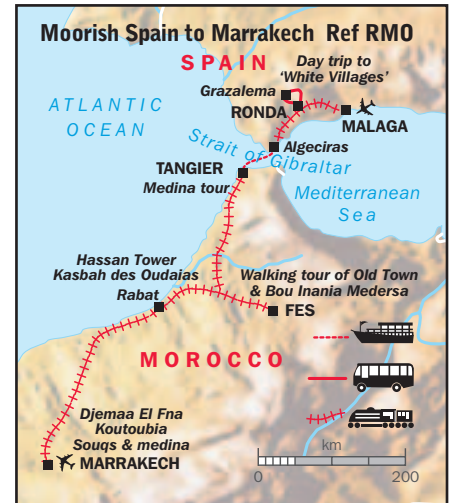 Moorish Spain to Marrakech Ref RMO
SPAIN
Day trip to
‘White Villages’
Grazalema
RONDA
MALAGA
ATLANTIC
OCEAN
Strait of Gibraltar
Algeciras
TANGIER
Medina tour
Mediterranean
Sea
Hassan Tower
Kasbah des Oudaias
Rabat
Walking tour of Old Town
& Bou Inania Medersa
FES
MOROCCO
Djemaa El Fna
Koutoubia
Souqs & medina
MARRAKECH
km
0 200